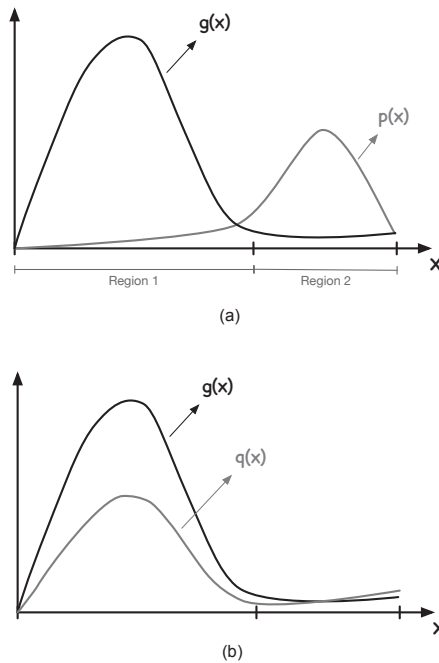 g(x)
p(x)
Region 1
Region 2
x
(a)
g(x)
q(x)
x
(b)